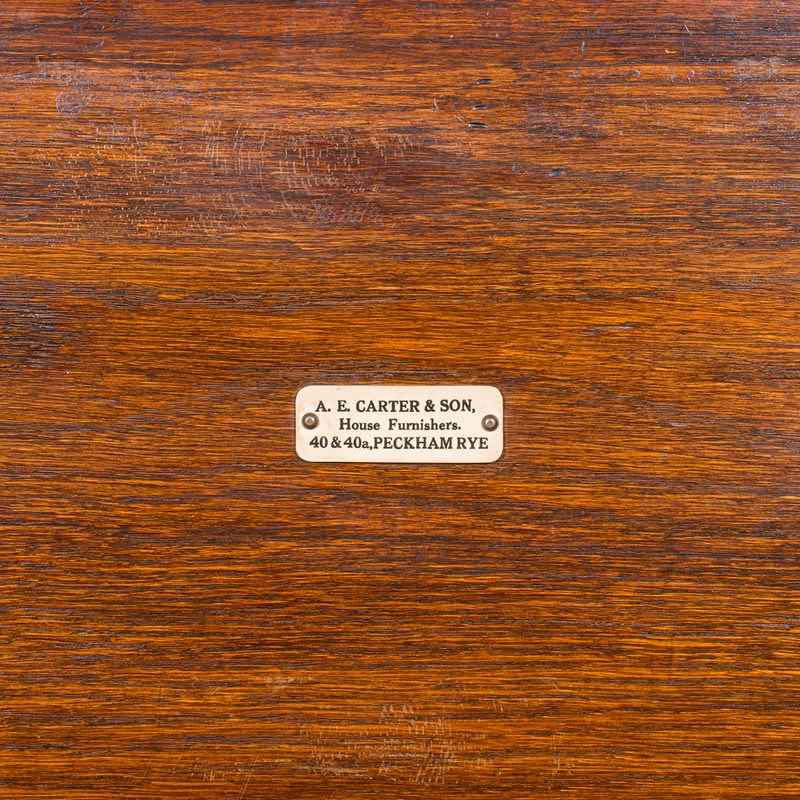 A. E. CARTER & SON,
House Furnishers.
40 & 40a, PECKHAM RYE